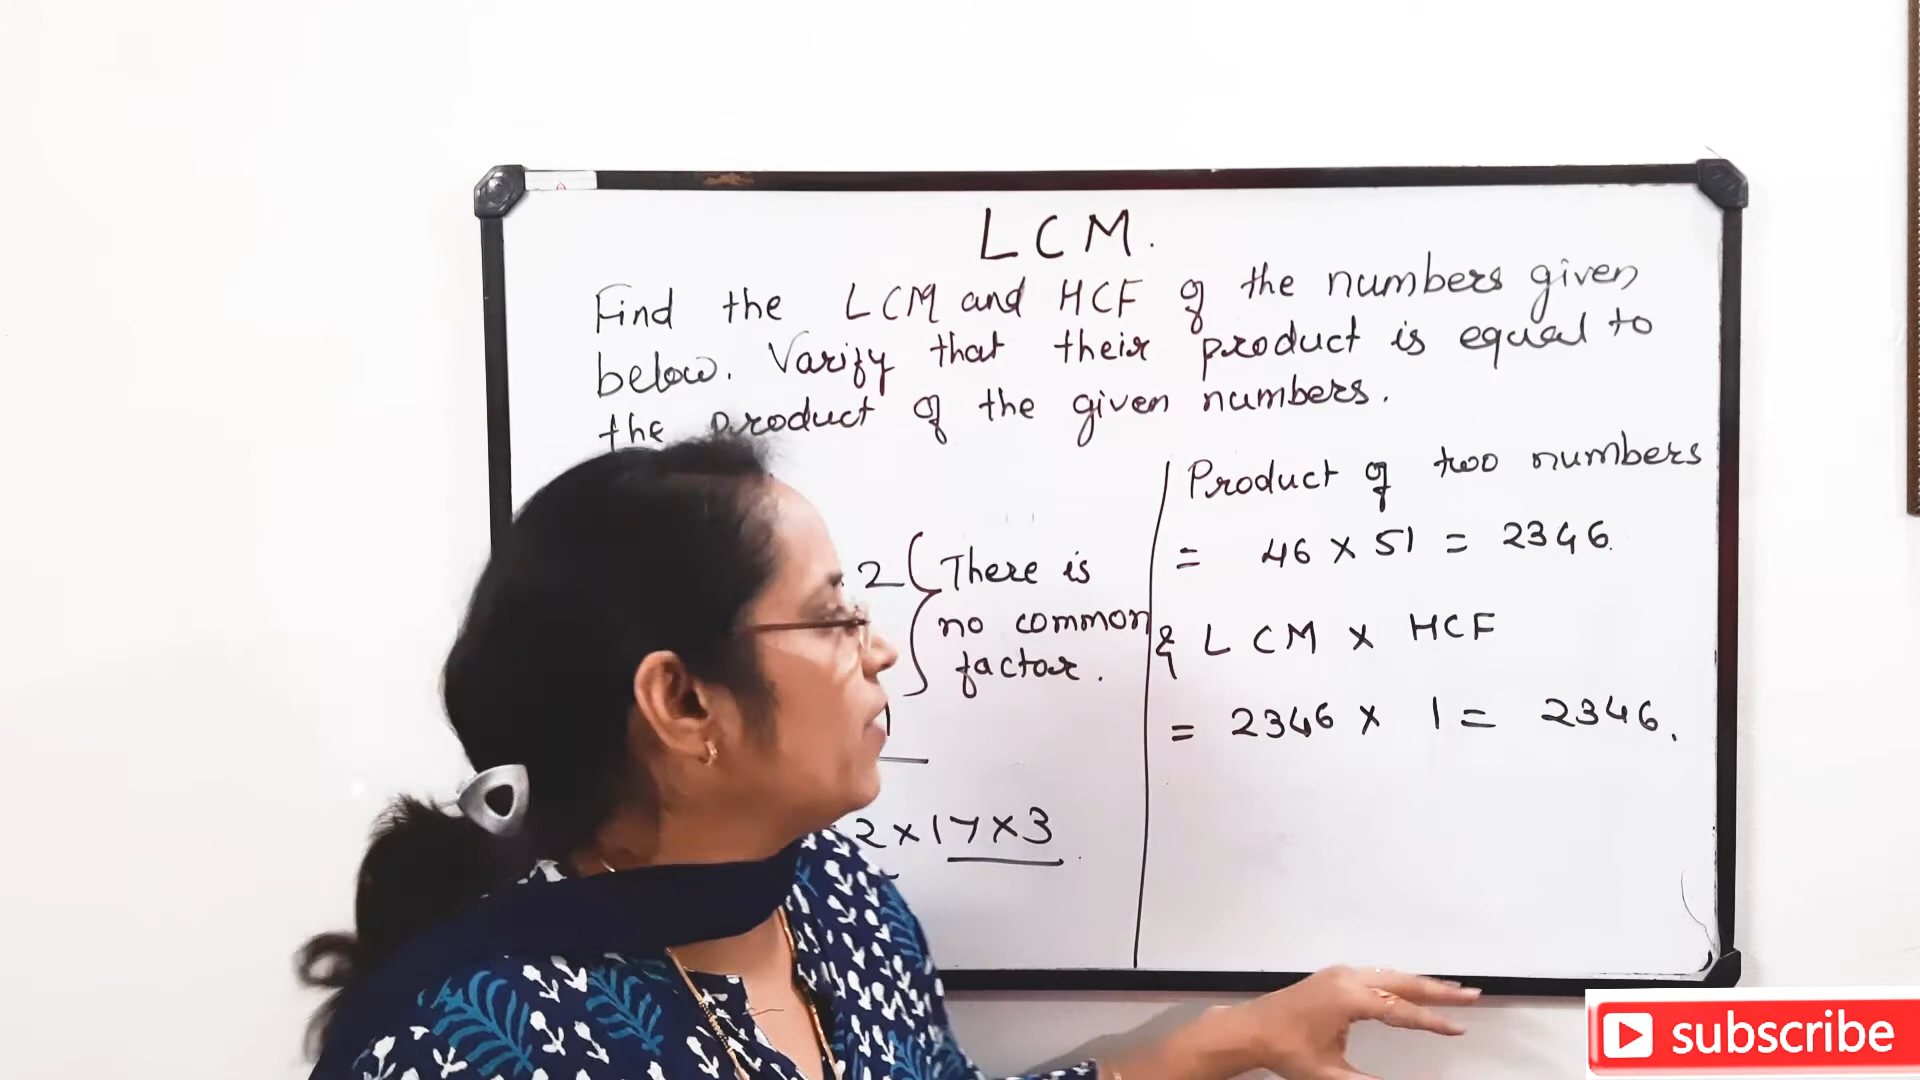 LCM.
Find the LCM and HCF of the numbers given
below. Varify that their product is equal to
the product of the given numbers.
2 { There is
no common
factor.
1
2 x 17 x 3
Product of two numbers
= 46 x 51 = 2346.
& LCM x HCF
= 2346 x 1 = 2346.
subscribe